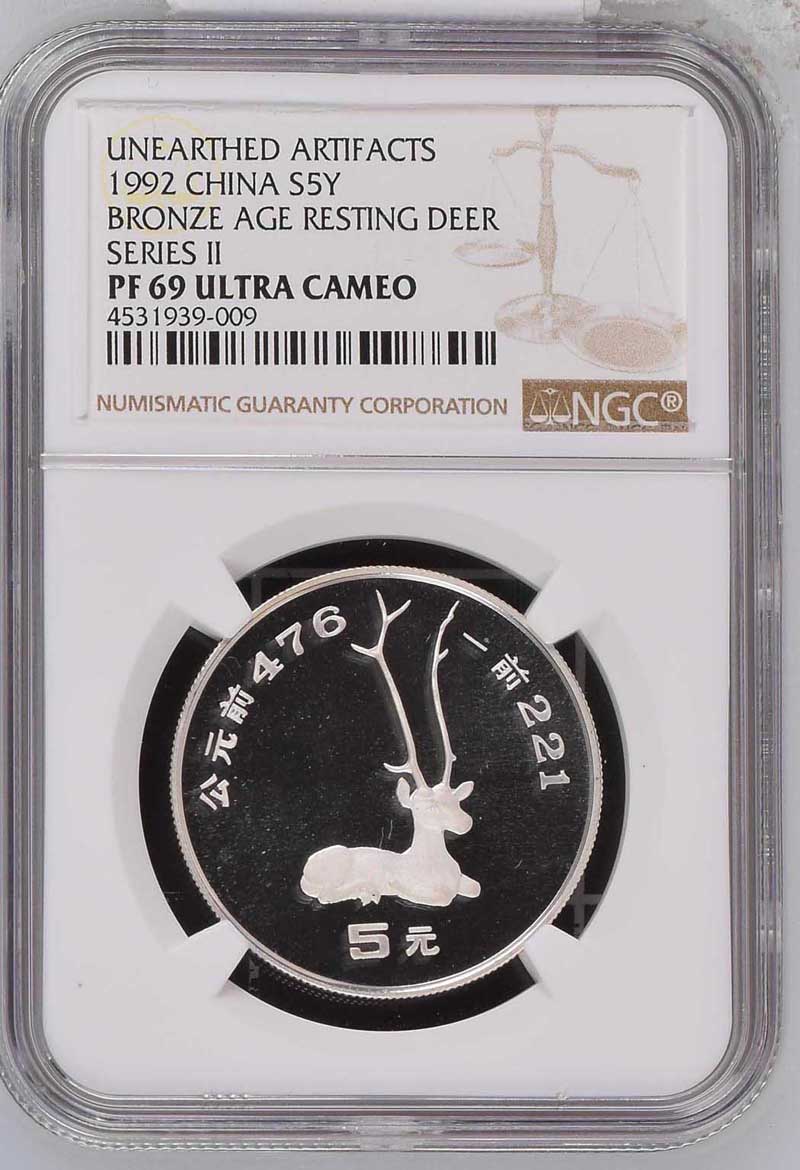 UNEARTHED ARTIFACTS
1992 CHINA S5Y
BRONZE AGE RESTING DEER
SERIES II
PF 69 ULTRA CAMEO
4531939-009
NUMISMATIC GUARANTY CORPORATION
NGC®
公元前476
—前221
5元